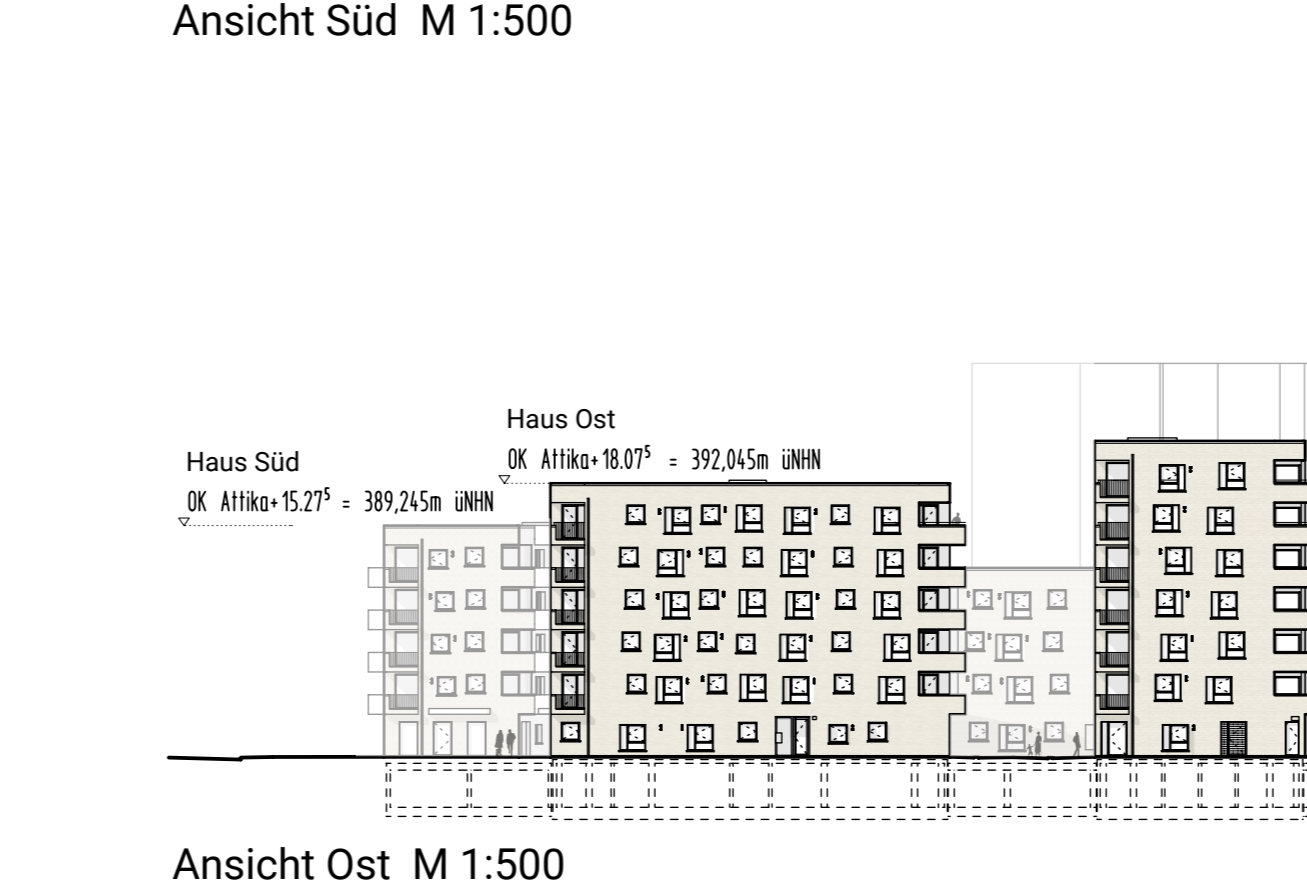 Ansicht Süd M 1:500
Haus Ost
OK Attika+18.07⁵ = 392,045m üNHN
Haus Süd
OK Attika+15.27⁵ = 389,245m üNHN
Ansicht Ost M 1:500